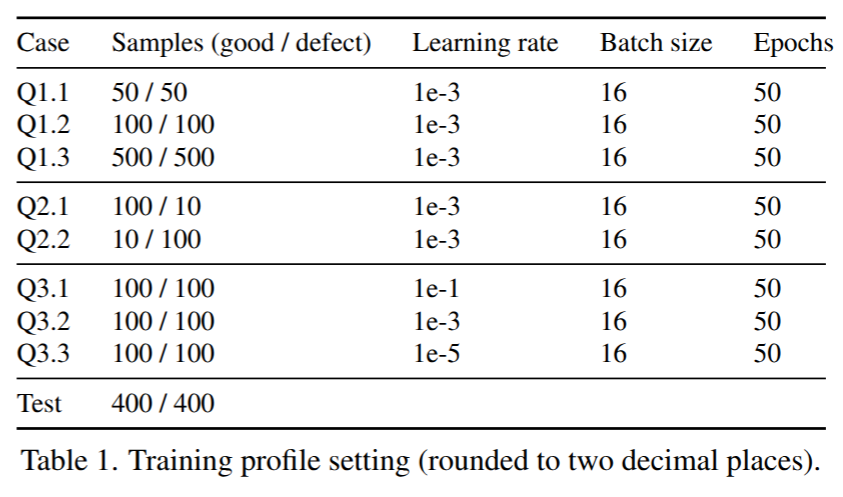 Case Samples (good / defect) Learning rate Batch size Epochs
Q1.1 50 / 50 1e-3 16 50
Q1.2 100 / 100 1e-3 16 50
Q1.3 500 / 500 1e-3 16 50
Q2.1 100 / 10 1e-3 16 50
Q2.2 10 / 100 1e-3 16 50
Q3.1 100 / 100 1e-1 16 50
Q3.2 100 / 100 1e-3 16 50
Q3.3 100 / 100 1e-5 16 50
Test 400 / 400
Table 1. Training profile setting (rounded to two decimal places).